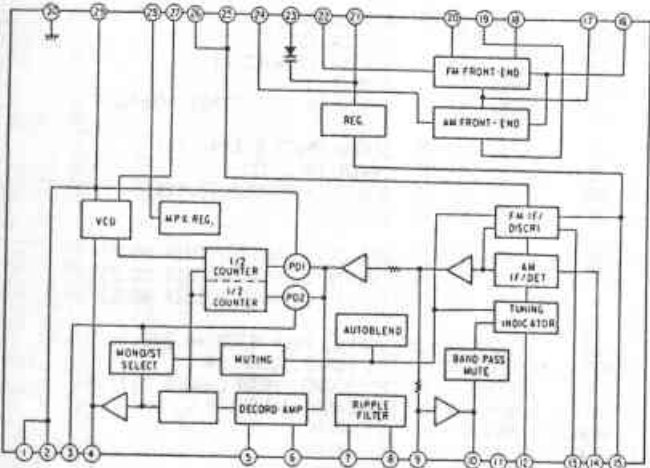 30 29 28 27 26 25 24 23 22 21 20 19 18 17 16
FM FRONT-END
REG.
AM FRONT-END
VCO
MPX REG.
FM IF/
DISCRI
1/2
COUNTER
PD1
1/2
COUNTER
PD2
AM
IF/DET
AUTOBLEND
TUNING
INDICATOR
MONO/ST
SELECT
MUTING
BAND PASS
MUTE
DECORD AMP
RIPPLE
FILTER
1 2 3 4 5 6 7 8 9 10 11 12 13 14 15